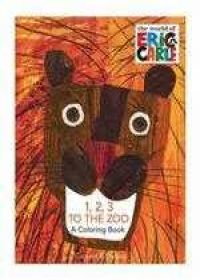 the world of
ERIC
CARLE
1, 2, 3
TO THE ZOO
A Coloring Book